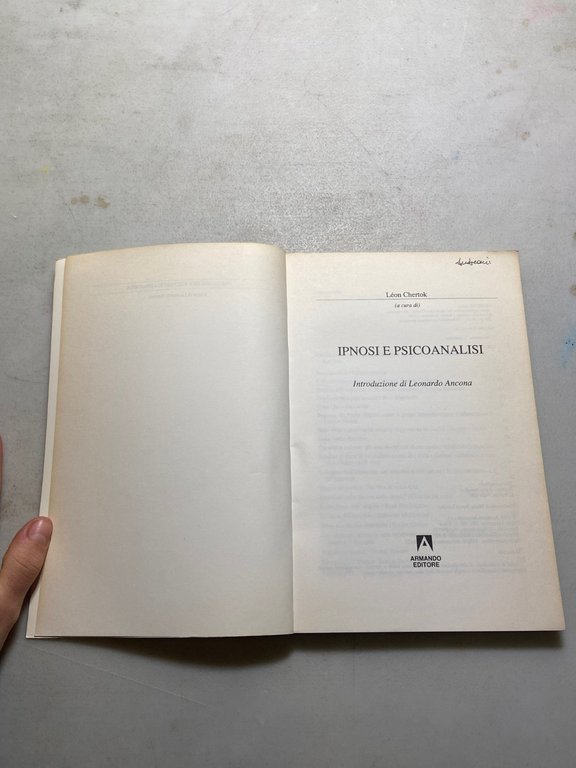 Léon Chertok
(a cura di)
IPNOSI E PSICOANALISI
Introduzione di Leonardo Ancona
ARMANDO
EDITORE